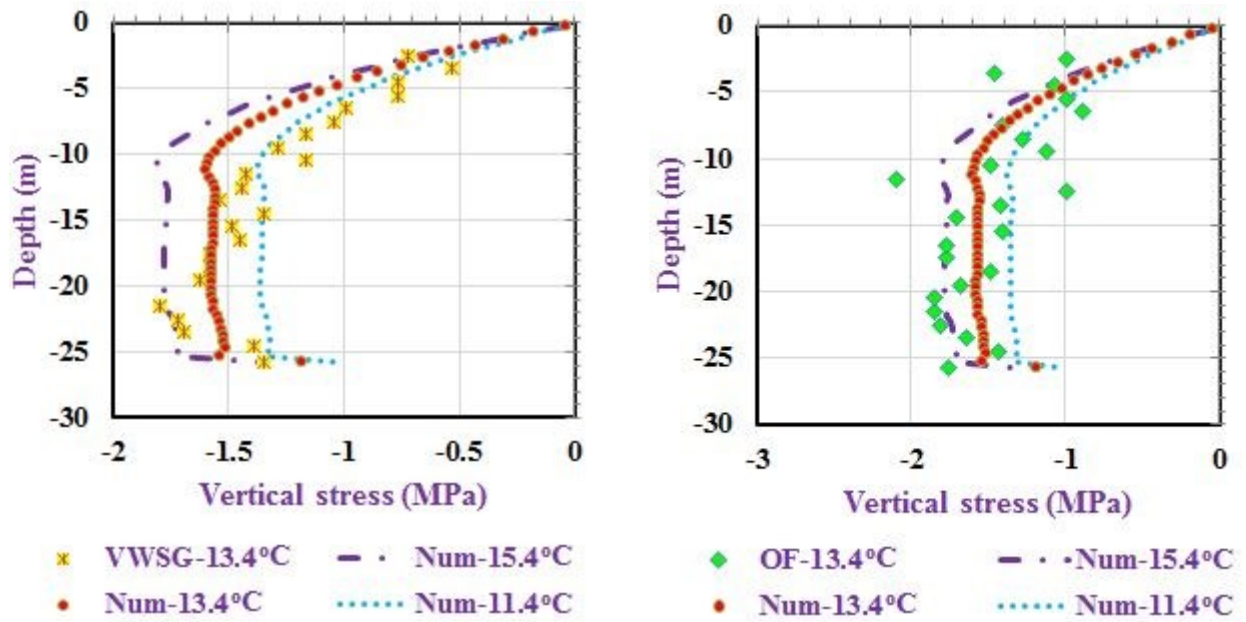 0
-5
-10
-15
-20
-25
-30
Depth (m)
-2
-1.5
-1
-0.5
0
Vertical stress (MPa)
VWSG-13.4°C
Num-15.4°C
Num-13.4°C
Num-11.4°C
0
-5
-10
-15
-20
-25
-30
Depth (m)
-3
-2
-1
0
Vertical stress (MPa)
OF-13.4°C
Num-15.4°C
Num-13.4°C
Num-11.4°C